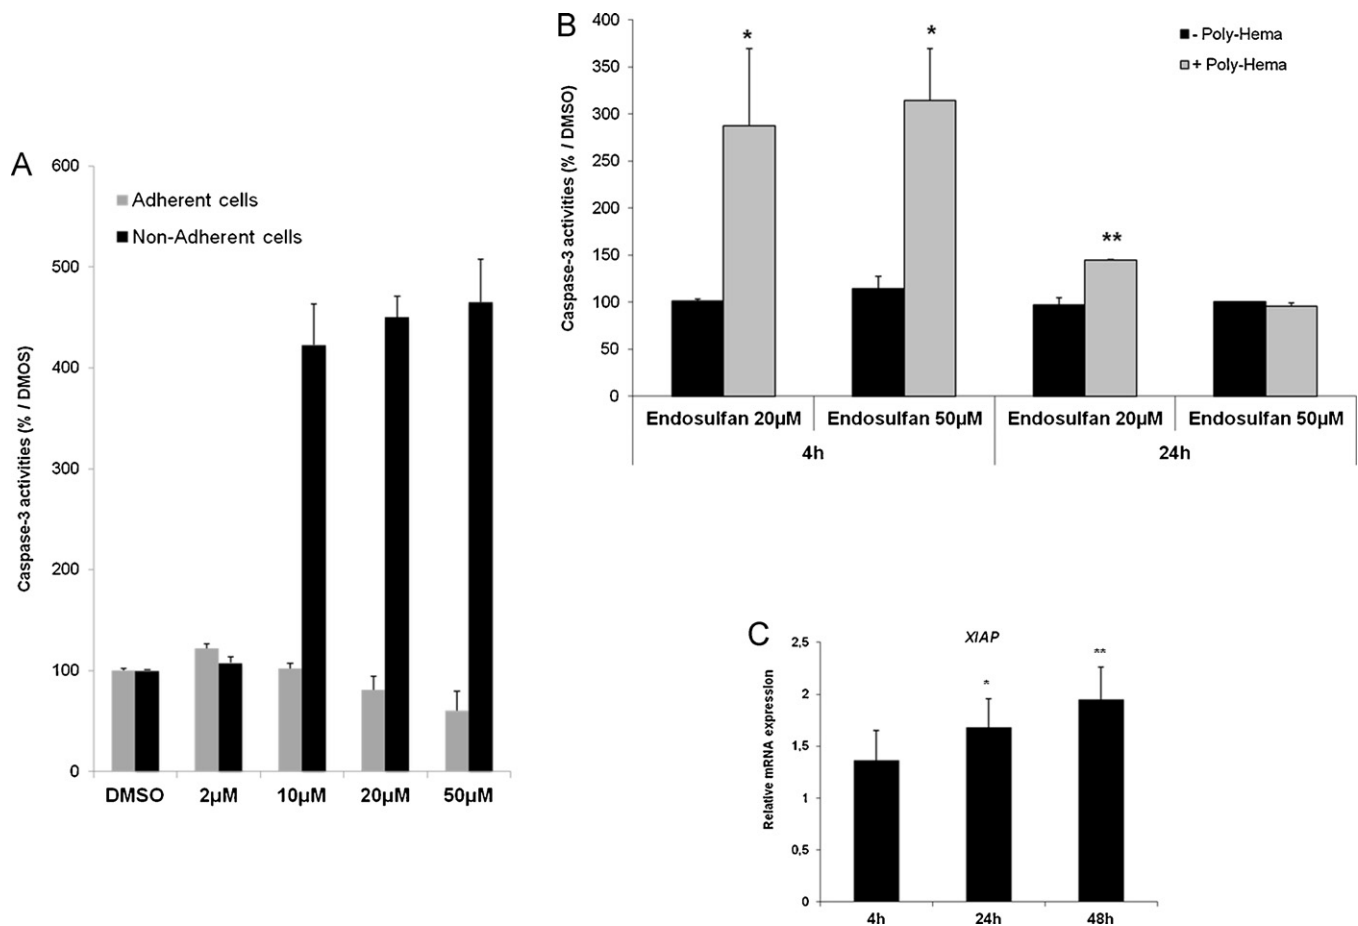 A
Caspase-3 activities (% / DMOS)
600
500
400
300
200
100
0
Adherent cells
Non-Adherent cells
DMSO 2µM 10µM 20µM 50µM
B
Caspase-3 activities (% / DMSO)
400
350
300
250
200
150
100
50
0
- Poly-Hema
+ Poly-Hema
* * **
Endosulfan 20µM Endosulfan 50µM Endosulfan 20µM Endosulfan 50µM
4h 24h
C
XIAP
Relative mRNA expression
2,5
2
1,5
1
0,5
0
* **
4h 24h 48h